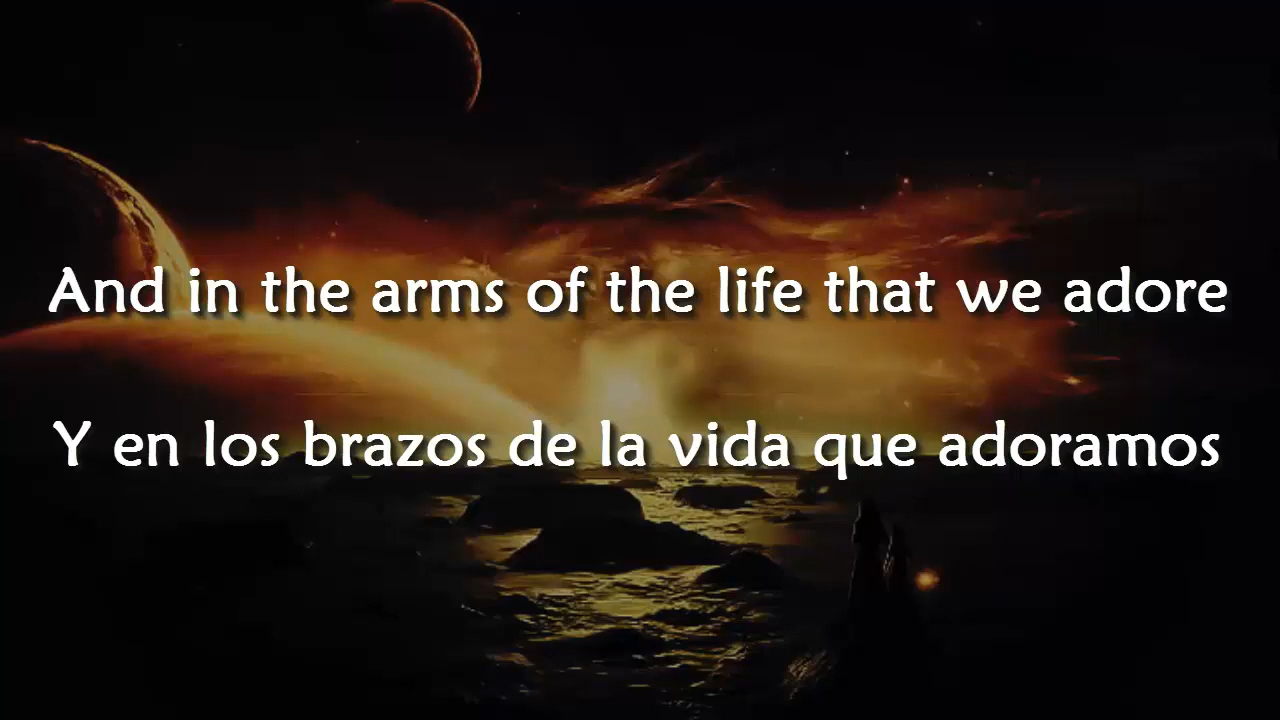 And in the arms of the life that we adore
Y en los brazos de la vida que adoramos